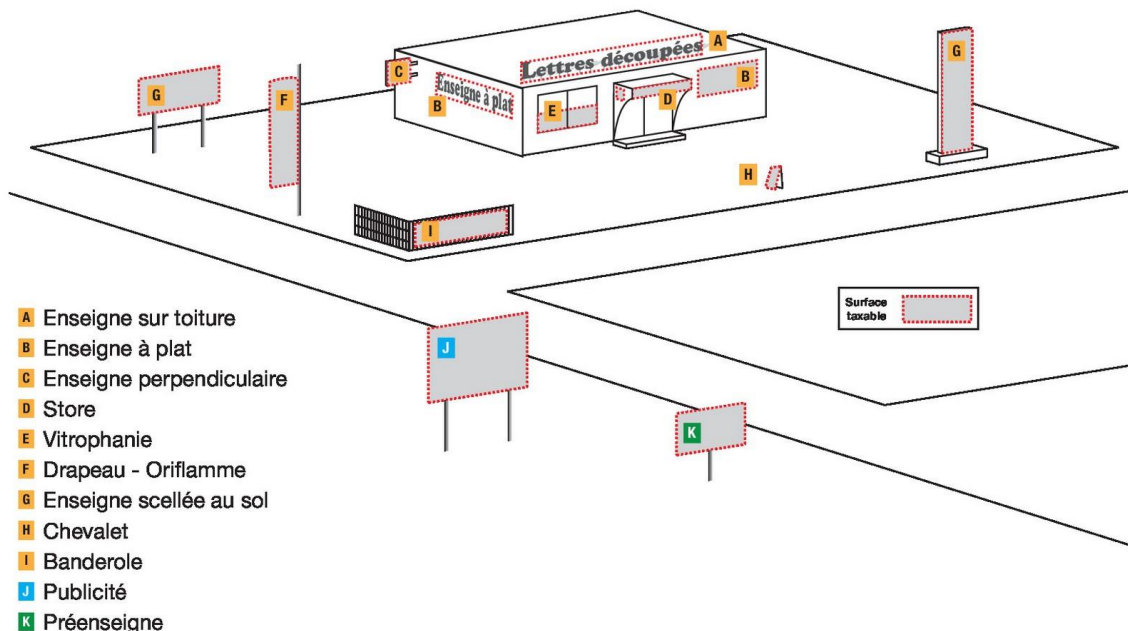 A
Lettres découpées
G
B
C
Enseigne à plat
B
G
F
E
D
H
I
Surface
taxable
J
K
A Enseigne sur toiture
B Enseigne à plat
C Enseigne perpendiculaire
D Store
E Vitrophanie
F Drapeau - Oriflamme
G Enseigne scellée au sol
H Chevalet
I Banderole
J Publicité
K Préenseigne